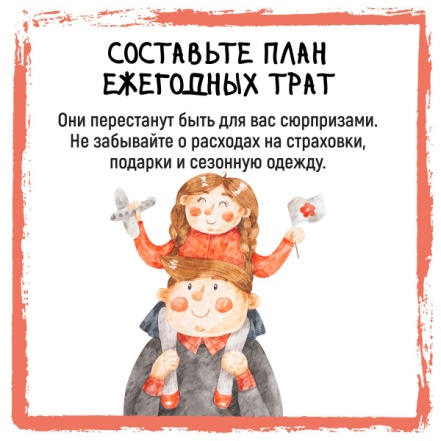 СОСТАВЬТЕ ПЛАН
ЕЖЕГОДНЫХ ТРАТ
Они перестанут быть для вас сюрпризами.
Не забывайте о расходах на страховки,
подарки и сезонную одежду.